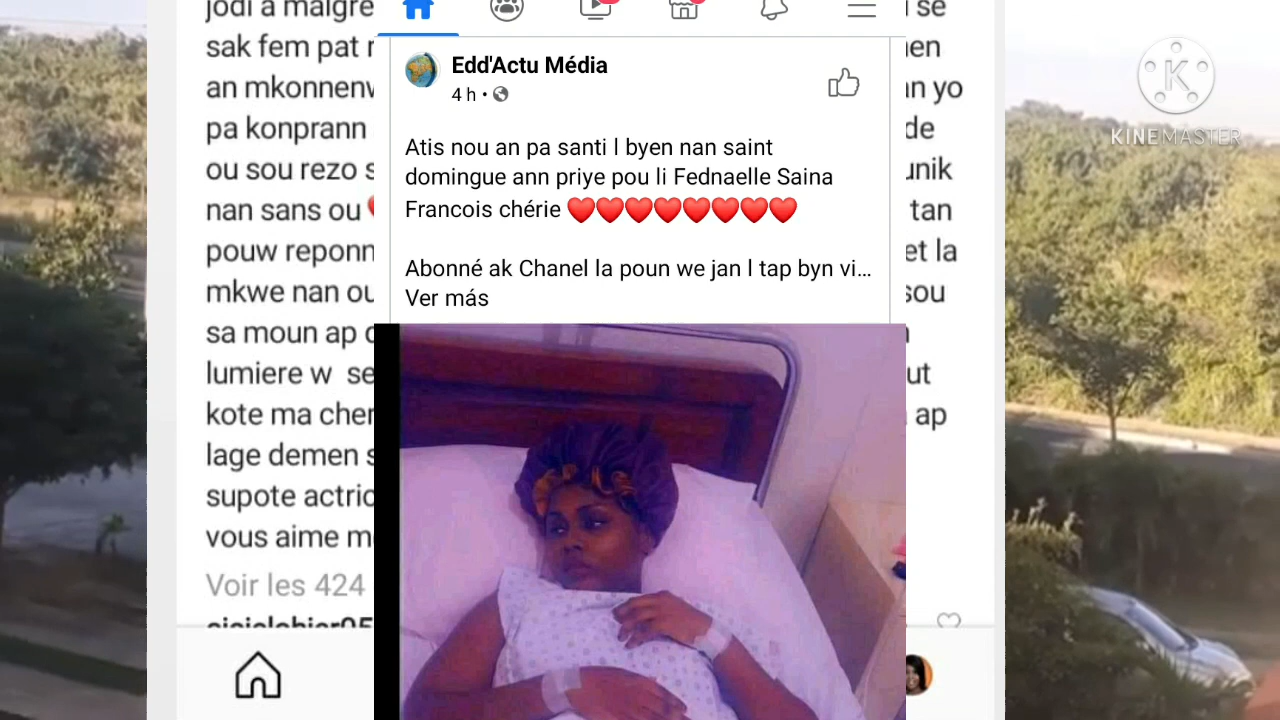 jodi a malgre
sak fem pat
an mkonnenv
pa konprann
ou sou rezo s
nan sans ou
pouw reponn
mkwe nan ou
sa moun ap
lumiere w se
kote ma cher
lage demen s
supote actric
vous aime m
Voir les 424
Edd'Actu Média
4 h •
Atis nou an pa santi l byen nan saint
domingue ann priye pou li Fednaelle Saina
Francois chérie ❤️❤️❤️❤️❤️❤️❤️❤️
Abonné ak Chanel la poun we jan l tap byn vi...
Ver más
se
en
n yo
de
unik
tan
et la
sou
ut
ap
K
KINEMASTER